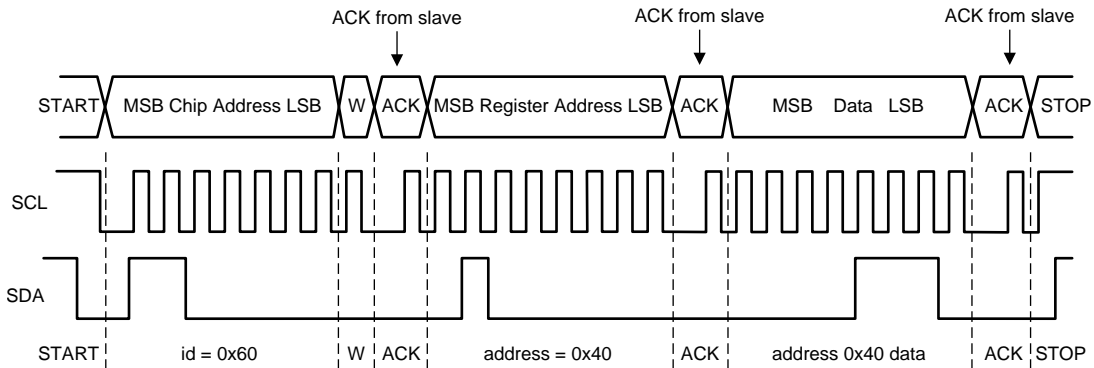 ACK from slave ACK from slave ACK from slave
START MSB Chip Address LSB W ACK MSB Register Address LSB ACK MSB Data LSB ACK STOP
SCL
SDA
START id = 0x60 W ACK address = 0x40 ACK address 0x40 data ACK STOP